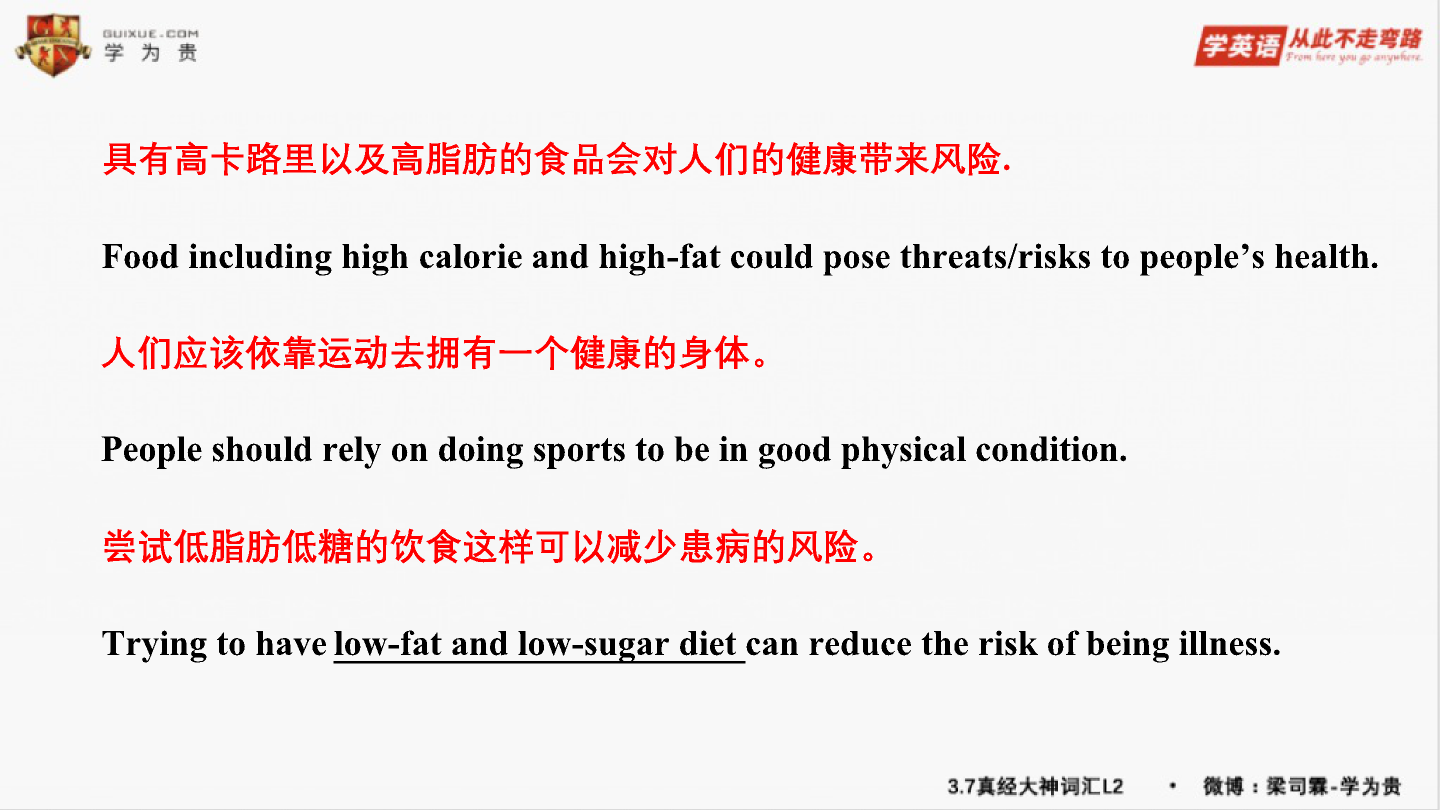 GUIXUE.COM
学为贵
学英语 从此不走弯路
From here you go anywhere.
具有高卡路里以及高脂肪的食品会对人们的健康带来风险.
Food including high calorie and high-fat could pose threats/risks to people’s health.
人们应该依靠运动去拥有一个健康的身体。
People should rely on doing sports to be in good physical condition.
尝试低脂肪低糖的饮食这样可以减少患病的风险。
Trying to have low-fat and low-sugar diet can reduce the risk of being illness.
3.7真经大神词汇L2 • 微博：梁司霖-学为贵